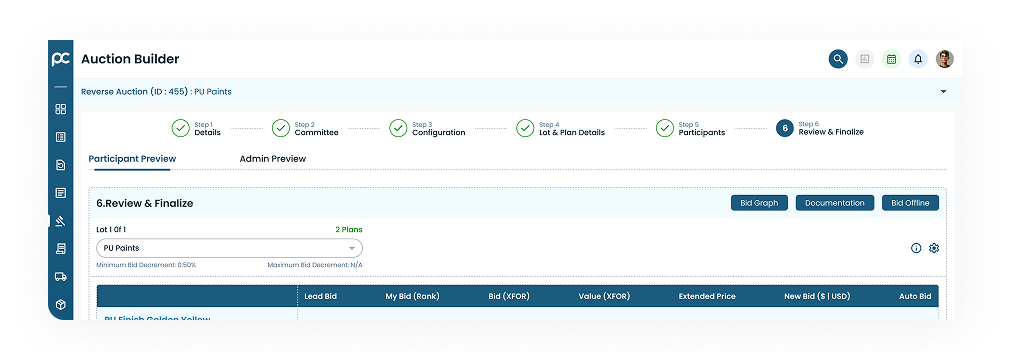 pc Auction Builder
Reverse Auction (ID : 455) : PU Paints
Step 1
Details
Step 2
Committee
Step 3
Configuration
Step 4
Lot & Plan Details
Step 5
Participants
6
Step 6
Review & Finalize
Participant Preview
Admin Preview
6.Review & Finalize
Bid Graph
Documentation
Bid Offline
Lot 1 Of 1
2 Plans
PU Paints
Minimum Bid Decrement: 0.50%
Maximum Bid Decrement: N/A
Lead Bid
My Bid (Rank)
Bid (XFOR)
Value (XFOR)
Extended Price
New Bid ($ | USD)
Auto Bid
PU Finish Golden Yellow